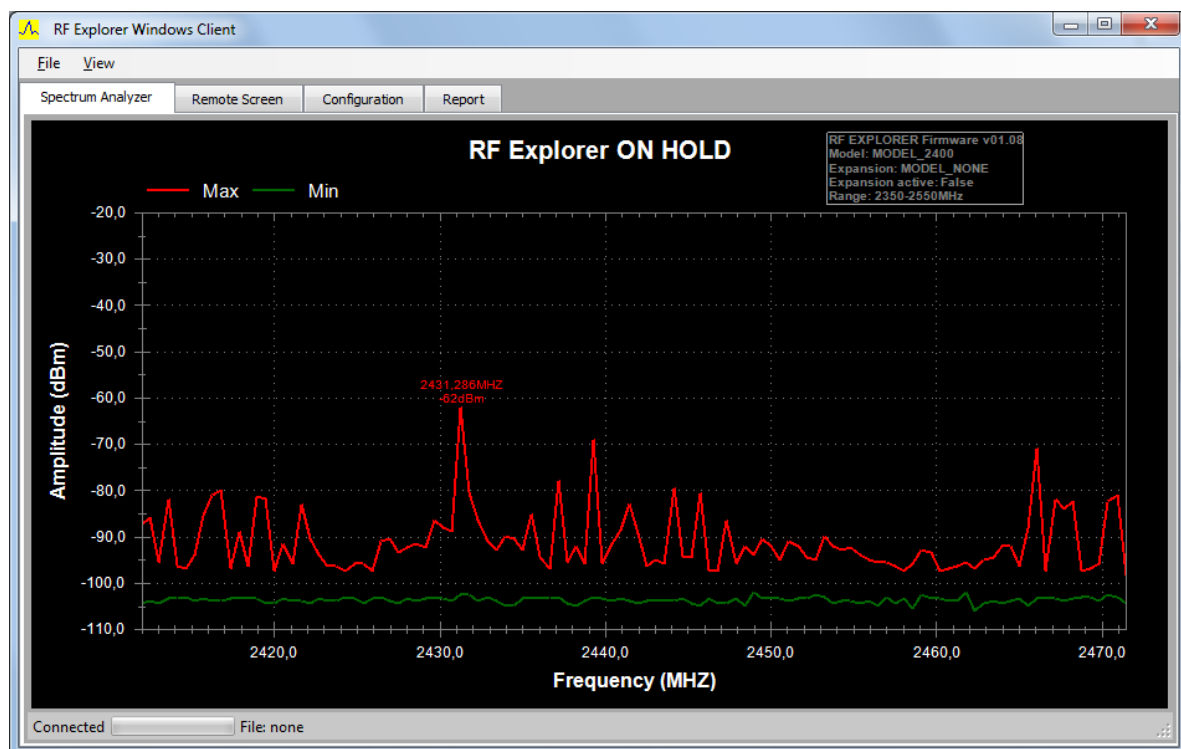 RF Explorer Windows Client
File View
Spectrum Analyzer Remote Screen Configuration Report
RF Explorer ON HOLD
RF EXPLORER Firmware v01.08
Model: MODEL_2400
Expansion: MODEL_NONE
Expansion active: False
Range: 2350-2550MHz
Max Min
-20,0
-30,0
-40,0
-50,0
-60,0
-70,0
-80,0
-90,0
-100,0
-110,0
Amplitude (dBm)
2431,286MHZ
-62dBm
2420,0 2430,0 2440,0 2450,0 2460,0 2470,0
Frequency (MHZ)
Connected File: none